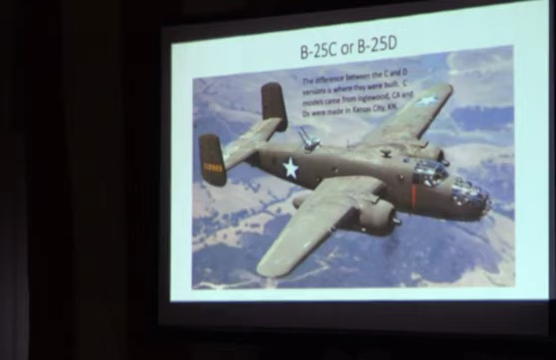 B-25C or B-25D
The difference between the C and D
versions is where they were built. C
models came from Inglewood, CA and
Ds were made in Kansas City, KN.